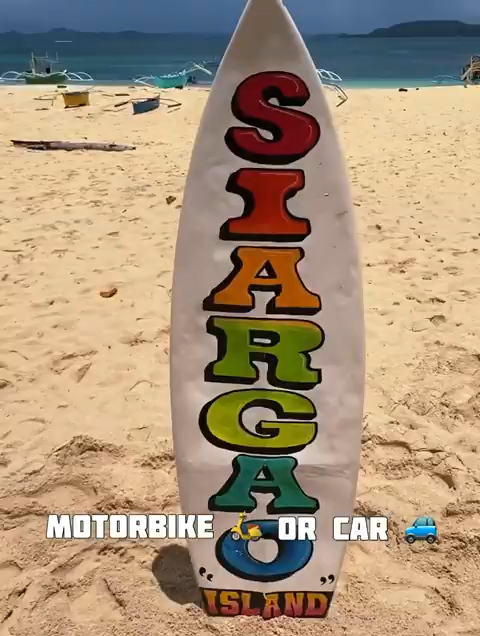 SIARGAO
MOTORBIKE 🛵 OR CAR 🚙
,, ISLAND ,,